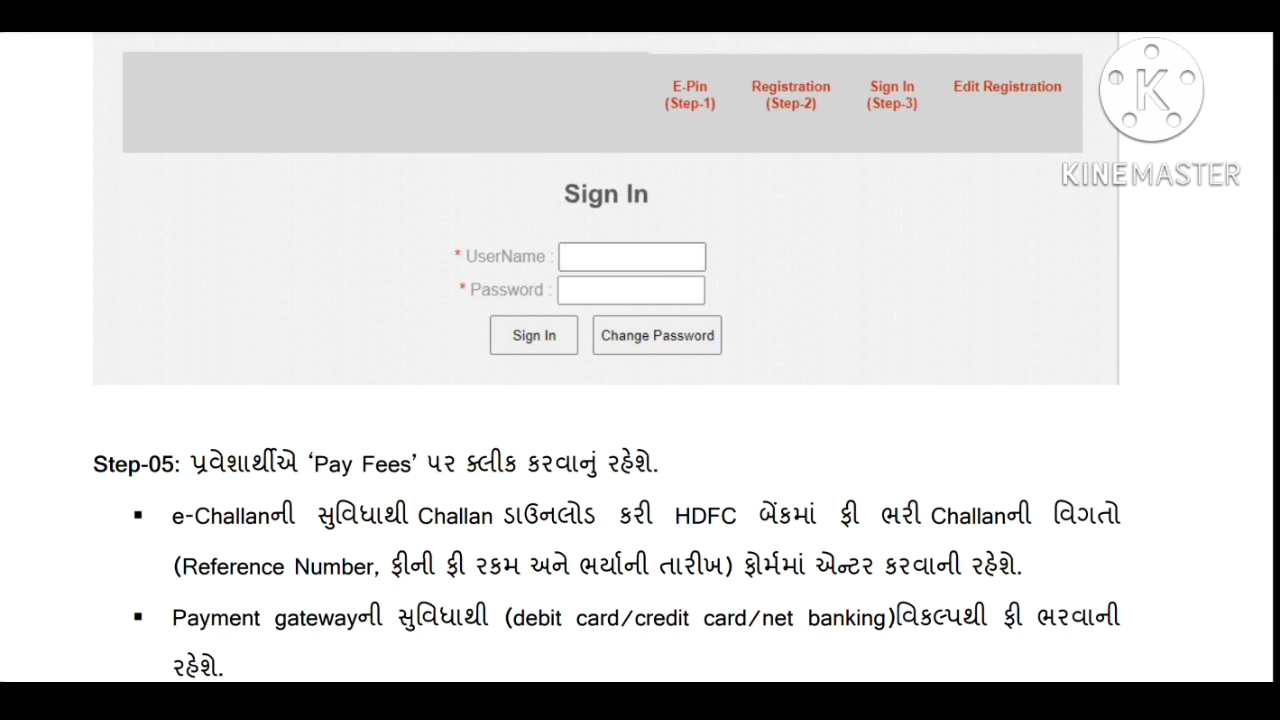 E-Pin Registration Sign In Edit Registration
(Step-1) (Step-2) (Step-3)
K
KINEMASTER
Sign In
* UserName :
* Password :
Sign In Change Password
Step-05: પ્રવેશાર્થીએ ‘Pay Fees’ પર ક્લીક કરવાનું રહેશે.
▪ e-Challanની સુવિધાથી Challan ડાઉનલોડ કરી HDFC બેંકમાં ફી ભરી Challanની વિગતો
(Reference Number, ફીની ફી રકમ અને ભર્યાની તારીખ) ફોર્મમાં એન્ટર કરવાની રહેશે.
▪ Payment gatewayની સુવિધાથી (debit card/credit card/net banking)વિકલ્પથી ફી ભરવાની
રહેશે.